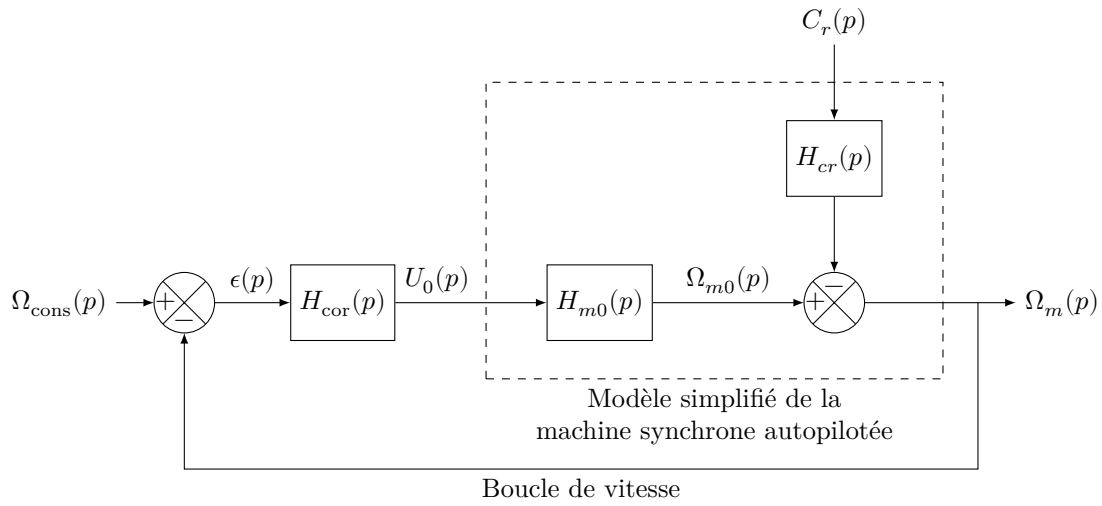 C_r(p)
H_cr(p)
Ω_cons(p)
+
−
ϵ(p)
H_cor(p)
U_0(p)
H_m0(p)
Ω_m0(p)
+
−
Ω_m(p)
Modèle simplifié de la
machine synchrone autopilotée
Boucle de vitesse